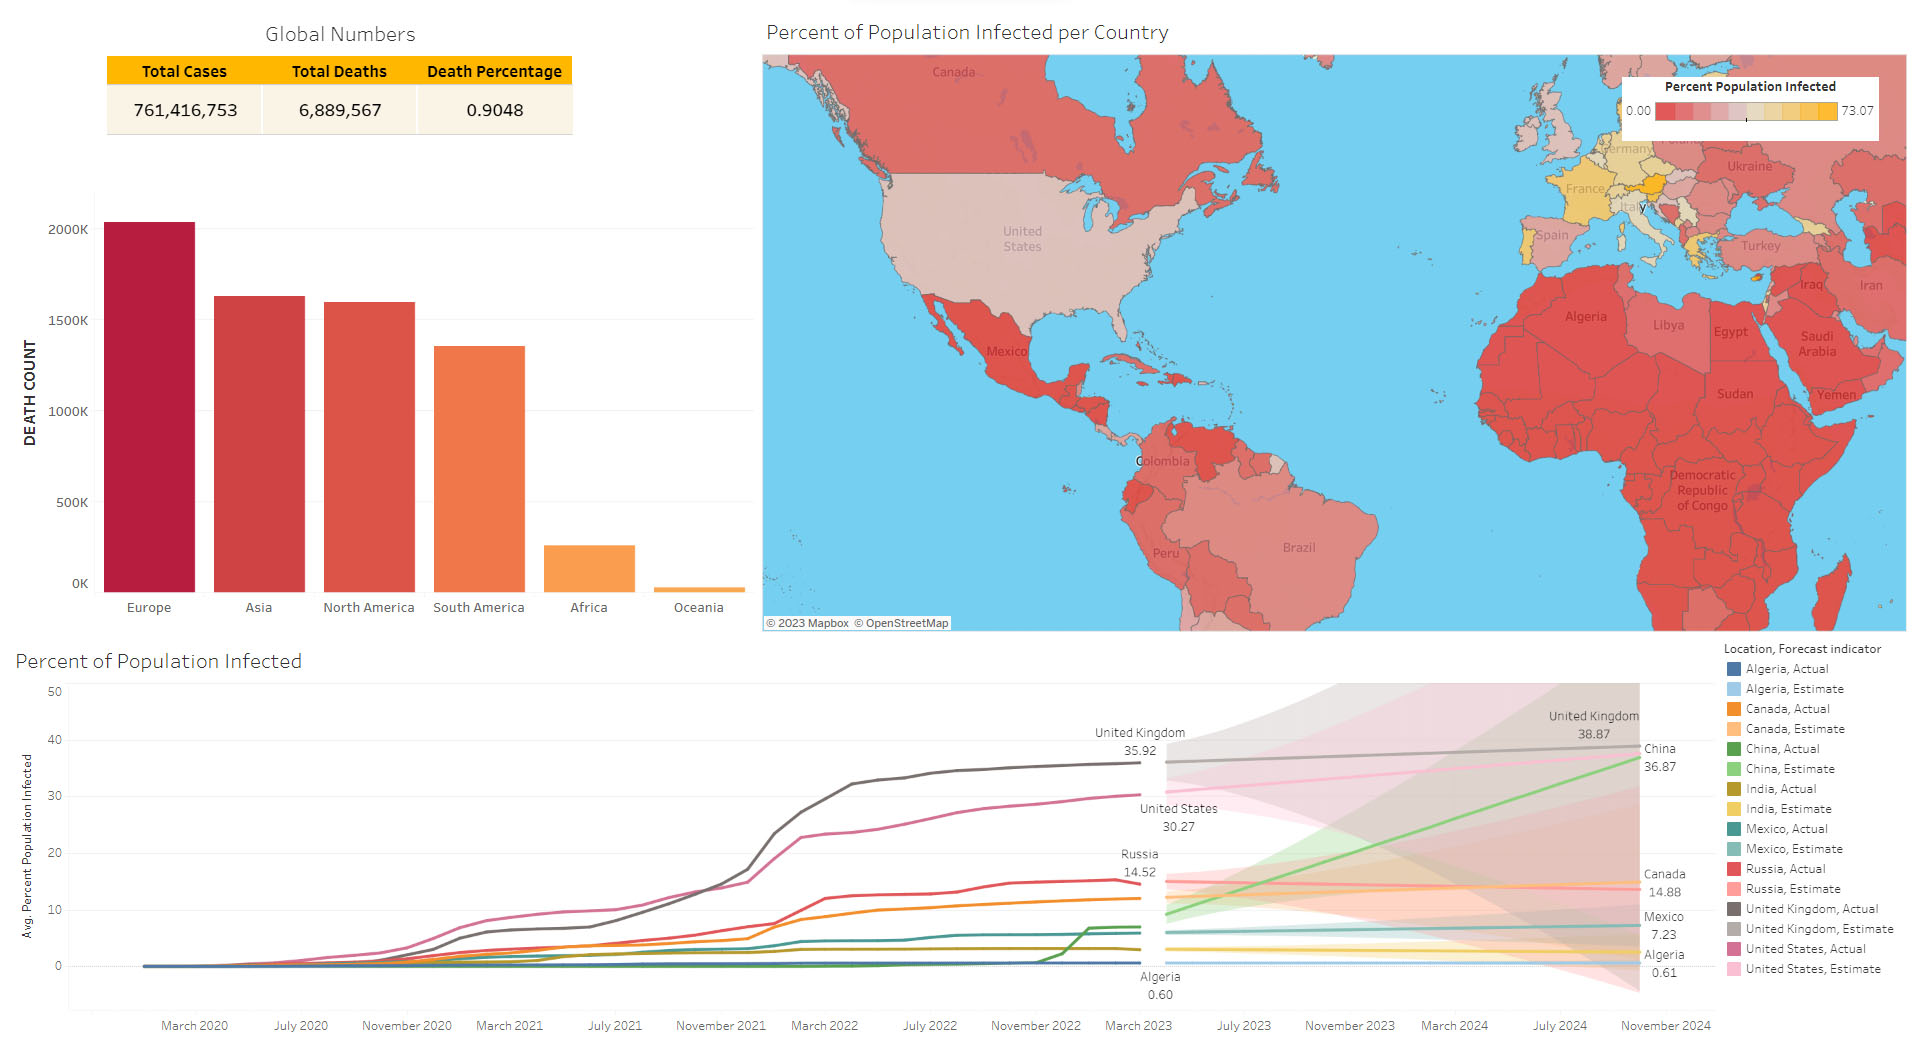 Global Numbers
Total Cases Total Deaths Death Percentage
761,416,753 6,889,567 0.9048
DEATH COUNT
2000K
1500K
1000K
500K
0K
Europe Asia North America South America Africa Oceania
Percent of Population Infected per Country
Percent Population Infected
0.00 73.07
Canada
United
States
Mexico
Colombia
Peru
Brazil
Germany
Poland
Ukraine
France
Italy
Spain
Turkey
Iraq
Iran
Algeria
Libya
Egypt
Saudi
Arabia
Sudan
Yemen
Democratic
Republic
of Congo
© 2023 Mapbox © OpenStreetMap
Percent of Population Infected
Avg. Percent Population Infected
50
40
30
20
10
0
United Kingdom
35.92
United States
30.27
Russia
14.52
Algeria
0.60
United Kingdom
38.87
China
36.87
Canada
14.88
Mexico
7.23
Algeria
0.61
March 2020 July 2020 November 2020 March 2021 July 2021 November 2021 March 2022 July 2022 November 2022 March 2023 July 2023 November 2023 March 2024 July 2024 November 2024
Location, Forecast indicator
Algeria, Actual
Algeria, Estimate
Canada, Actual
Canada, Estimate
China, Actual
China, Estimate
India, Actual
India, Estimate
Mexico, Actual
Mexico, Estimate
Russia, Actual
Russia, Estimate
United Kingdom, Actual
United Kingdom, Estimate
United States, Actual
United States, Estimate